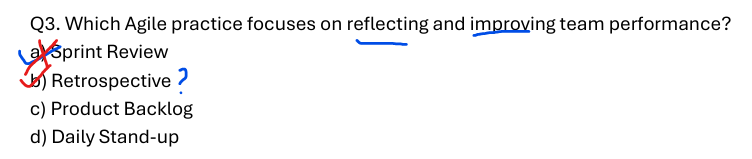 Q3. Which Agile practice focuses on reflecting and improving team performance?
a) Sprint Review
b) Retrospective ?
c) Product Backlog
d) Daily Stand-up